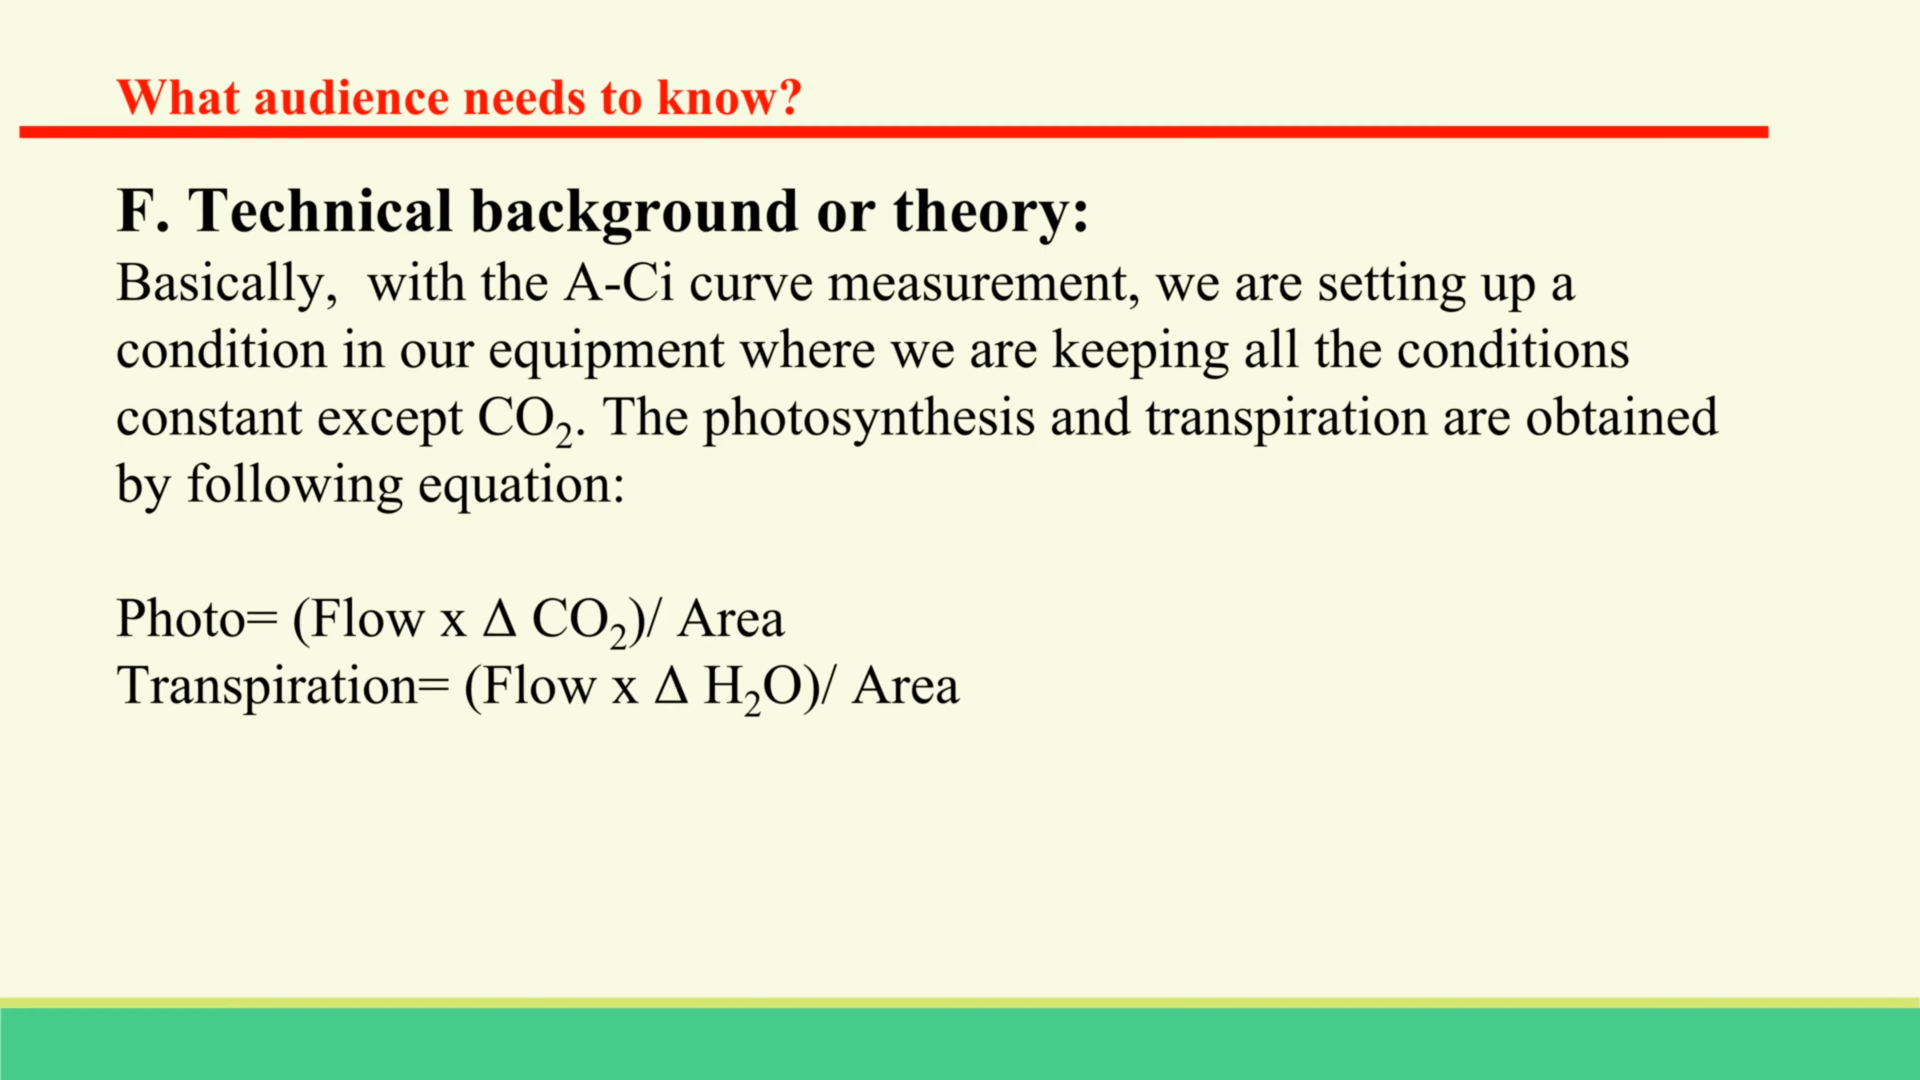 What audience needs to know?
F. Technical background or theory:
Basically,  with the A-Ci curve measurement, we are setting up a
condition in our equipment where we are keeping all the conditions
constant except CO₂. The photosynthesis and transpiration are obtained
by following equation:
Photo= (Flow x Δ CO₂)/ Area
Transpiration= (Flow x Δ H₂O)/ Area